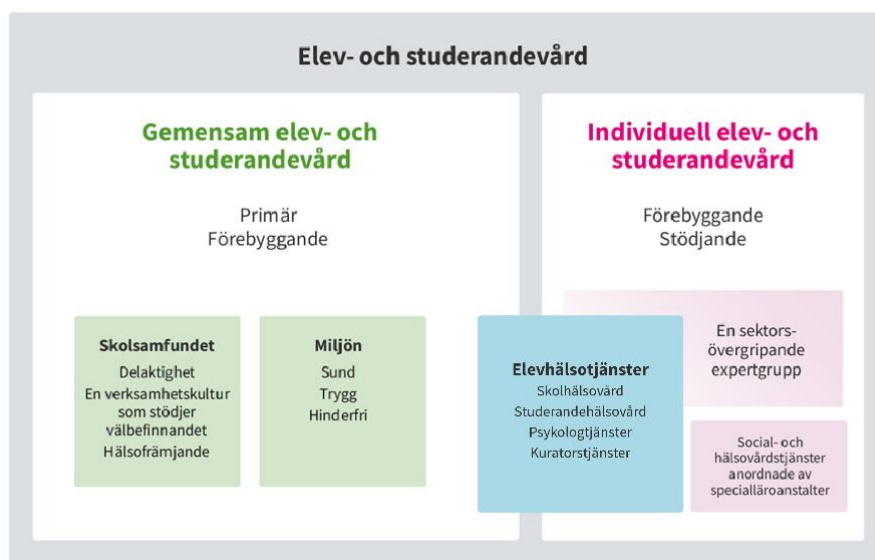 Elev- och studerandevård
Gemensam elev- och
studerandevård
Primär
Förebyggande
Skolsamfundet
Delaktighet
En verksamhetskultur
som stödjer
välbefinnandet
Hälsofrämjande
Miljön
Sund
Trygg
Hinderfri
Elevhälsotjänster
Skolhälsovård
Studerandehälsovård
Psykologtjänster
Kuratorstjänster
Individuell elev- och
studerandevård
Förebyggande
Stödjande
En sektors-
övergripande
expertgrupp
Social- och
hälsovårdstjänster
anordnade av
specialläroanstalter